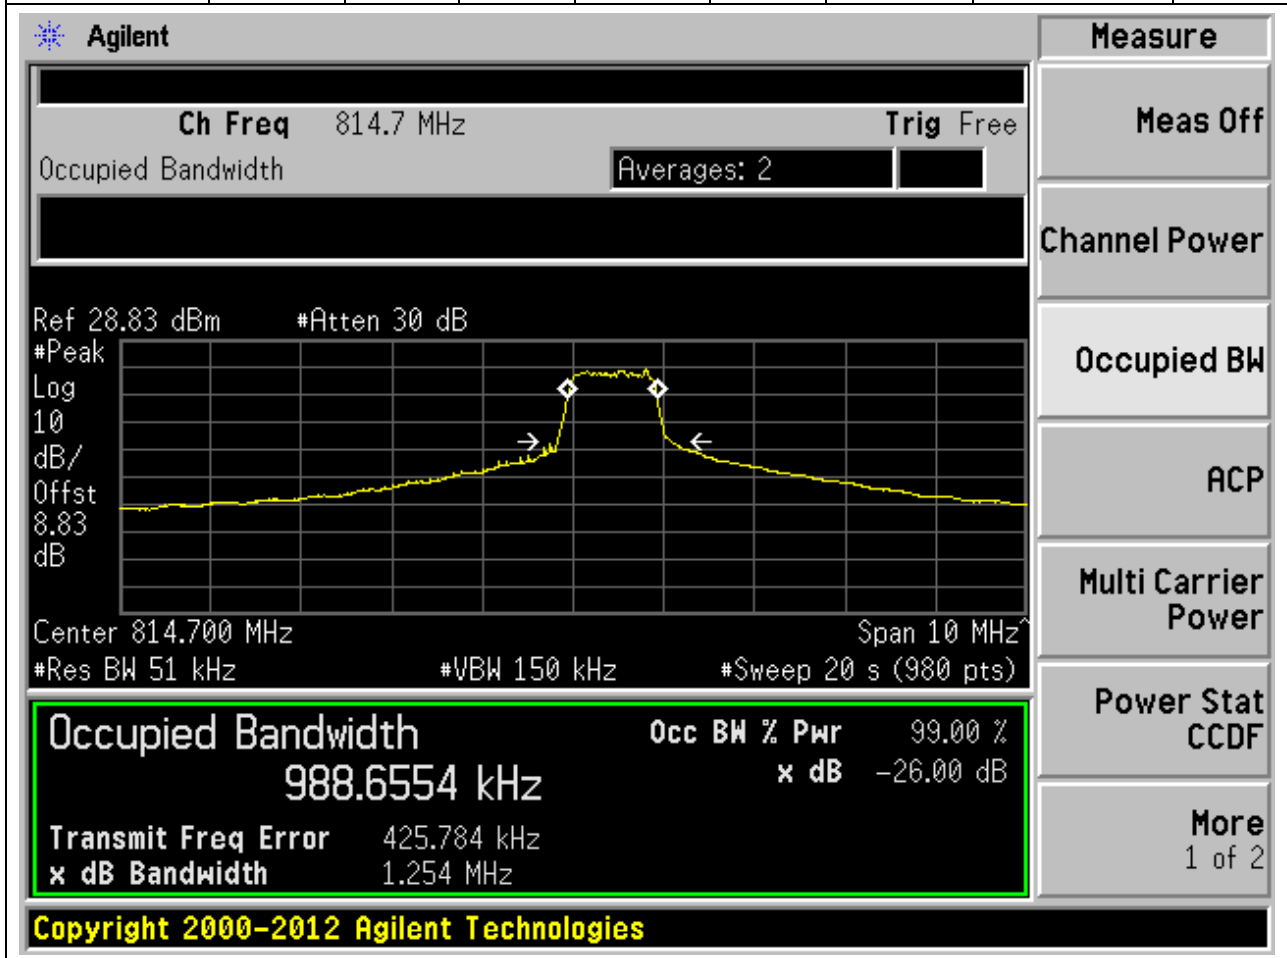 Agilent
Measure
Ch Freq 814.7 MHz Trig Free
Meas Off
Occupied Bandwidth Averages: 2
Channel Power
Ref 28.83 dBm #Atten 30 dB
#Peak
Log
10
dB/
Offst
8.83
dB
Occupied BW
ACP
Multi Carrier
Power
Center 814.700 MHz Span 10 MHz^
#Res BW 51 kHz #VBW 150 kHz #Sweep 20 s (980 pts)
Power Stat
CCDF
Occupied Bandwidth Occ BW % Pwr 99.00 %
988.6554 kHz x dB -26.00 dB
Transmit Freq Error 425.784 kHz
x dB Bandwidth 1.254 MHz
More
1 of 2
Copyright 2000-2012 Agilent Technologies